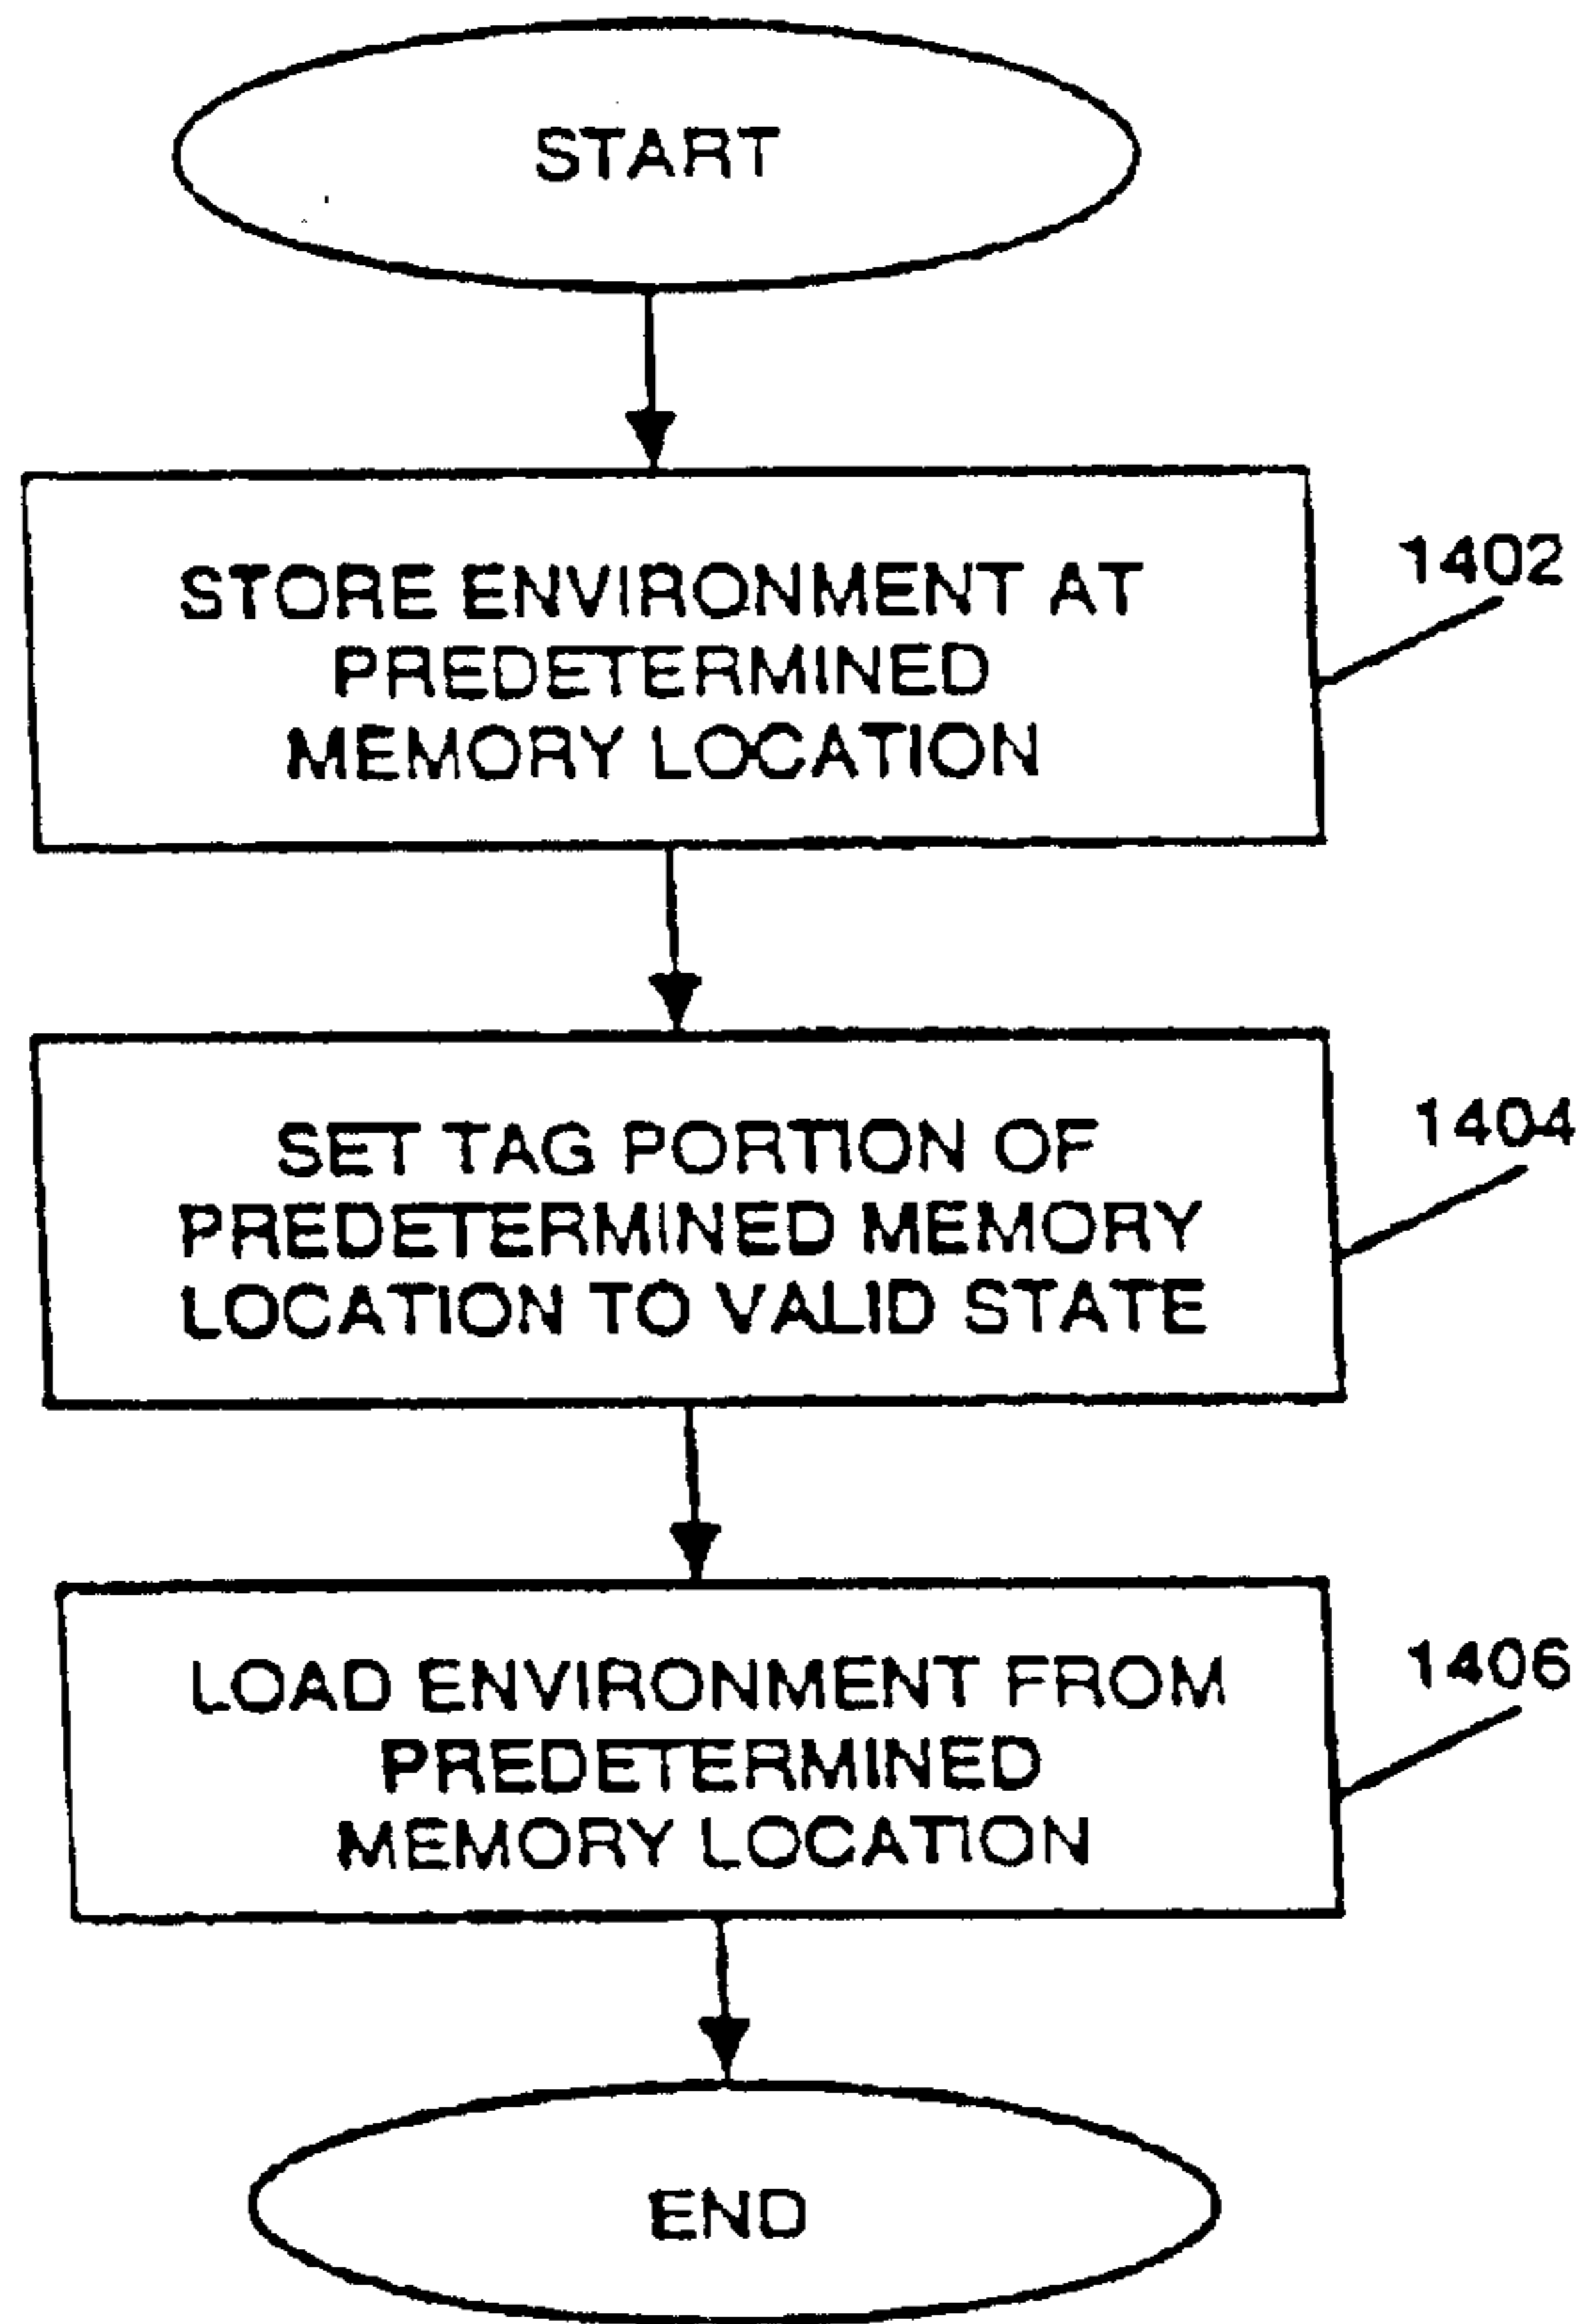 START
STORE ENVIRONMENT AT
PREDETERMINED
MEMORY LOCATION
1402
SET TAG PORTION OF
PREDETERMINED MEMORY
LOCATION TO VALID STATE
1404
LOAD ENVIRONMENT FROM
PREDETERMINED
MEMORY LOCATION
1406
END